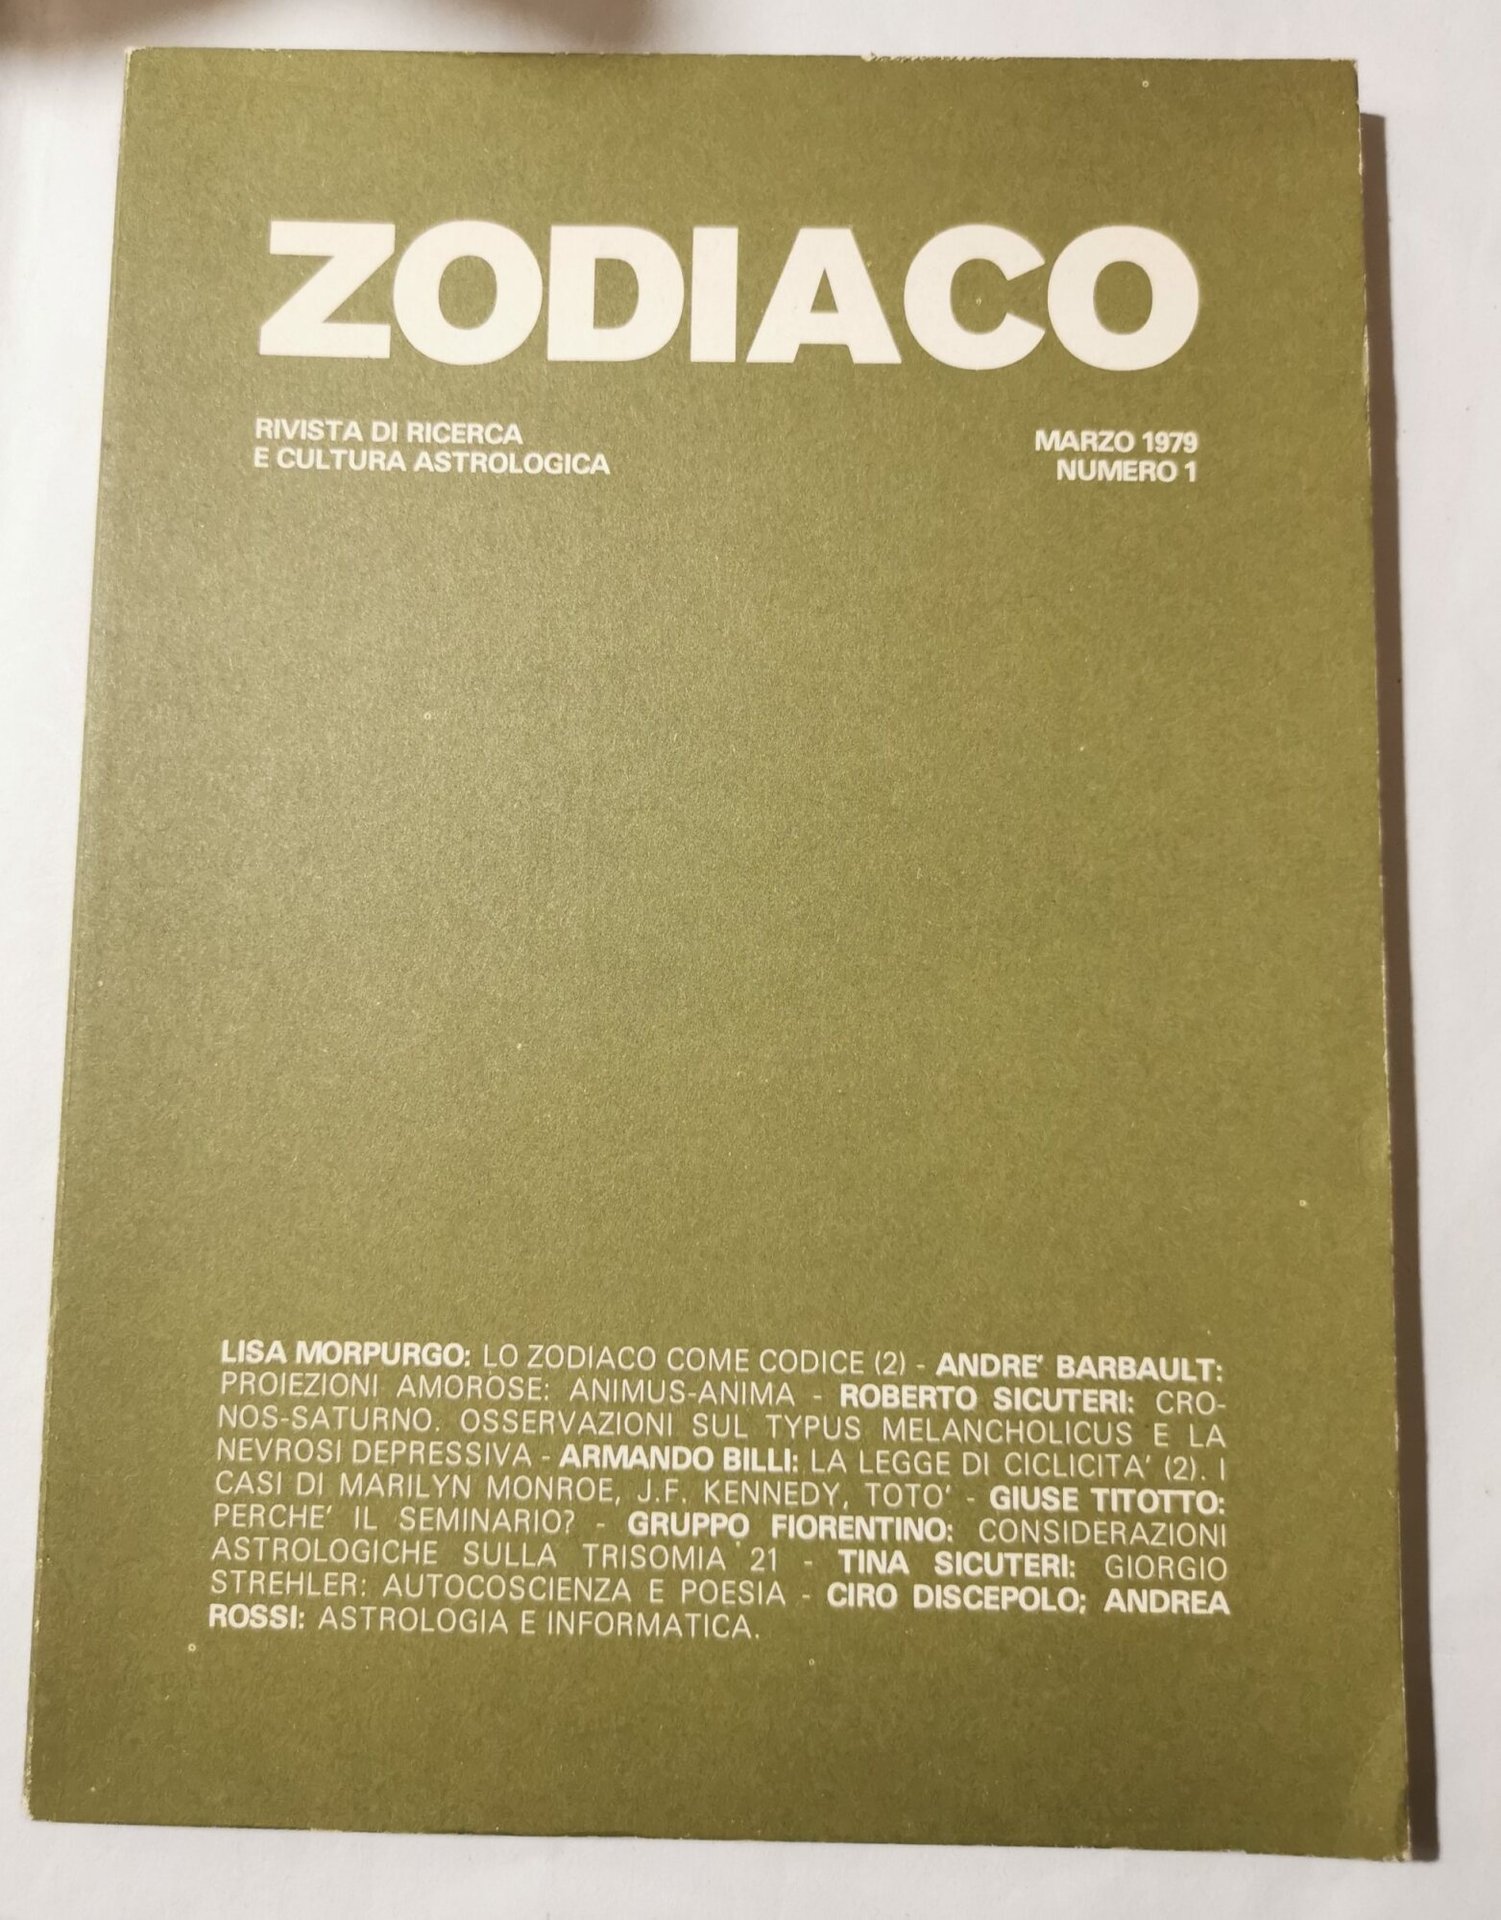 ZODIACO
RIVISTA DI RICERCA
E CULTURA ASTROLOGICA
MARZO 1979
NUMERO 1
LISA MORPURGO: LO ZODIACO COME CODICE (2) - ANDRE' BARBAULT:
PROIEZIONI AMOROSE: ANIMUS-ANIMA - ROBERTO SICUTERI: CRO-
NOS-SATURNO. OSSERVAZIONI SUL TYPUS MELANCHOLICUS E LA
NEVROSI DEPRESSIVA - ARMANDO BILLI: LA LEGGE DI CICLICITA' (2). I
CASI DI MARILYN MONROE, J.F. KENNEDY, TOTO' - GIUSE TITOTTO:
PERCHE' IL SEMINARIO? - GRUPPO FIORENTINO: CONSIDERAZIONI
ASTROLOGICHE SULLA TRISOMIA 21 - TINA SICUTERI: GIORGIO
STREHLER: AUTOCOSCIENZA E POESIA - CIRO DISCEPOLO; ANDREA
ROSSI: ASTROLOGIA E INFORMATICA.